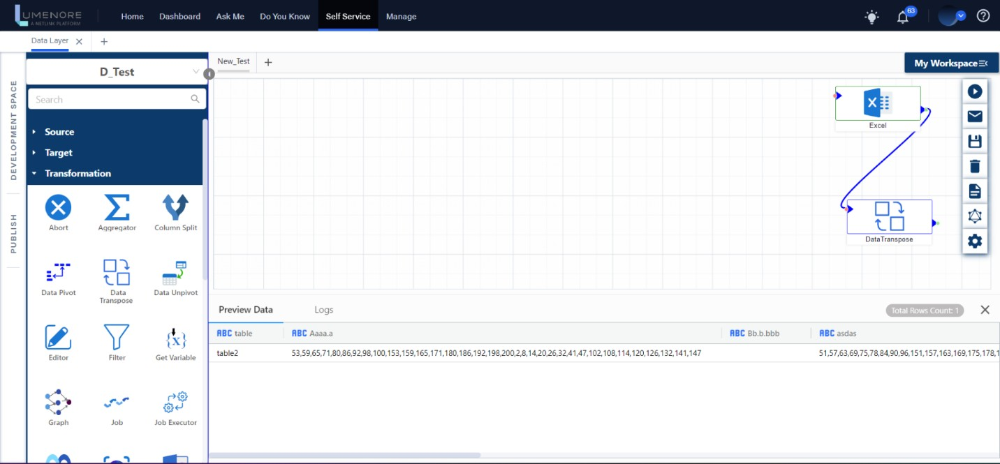 LUMENORE
A NETLINK PLATFORM
Home
Dashboard
Ask Me
Do You Know
Self Service
Manage
63
Data Layer
DEVELOPMENT SPACE
PUBLISH
D_Test
Search
Source
Target
Transformation
Abort
Aggregator
Column Split
Data Pivot
Data
Transpose
Data Unpivot
Editor
Filter
{x}
Get Variable
Graph
Job
Job Executor
New_Test
My Workspace
X
Excel
DataTranspose
Preview Data
Logs
Total Rows Count: 1
ABC table
ABC Aaaa.a
ABC Bb.b.bbb
ABC asdas
table2
53,59,65,71,80,86,92,98,100,153,159,165,171,180,186,192,198,200,2,8,14,20,26,32,41,47,102,108,114,120,126,132,141,147
51,57,63,69,75,78,84,90,96,151,157,163,169,175,178,1